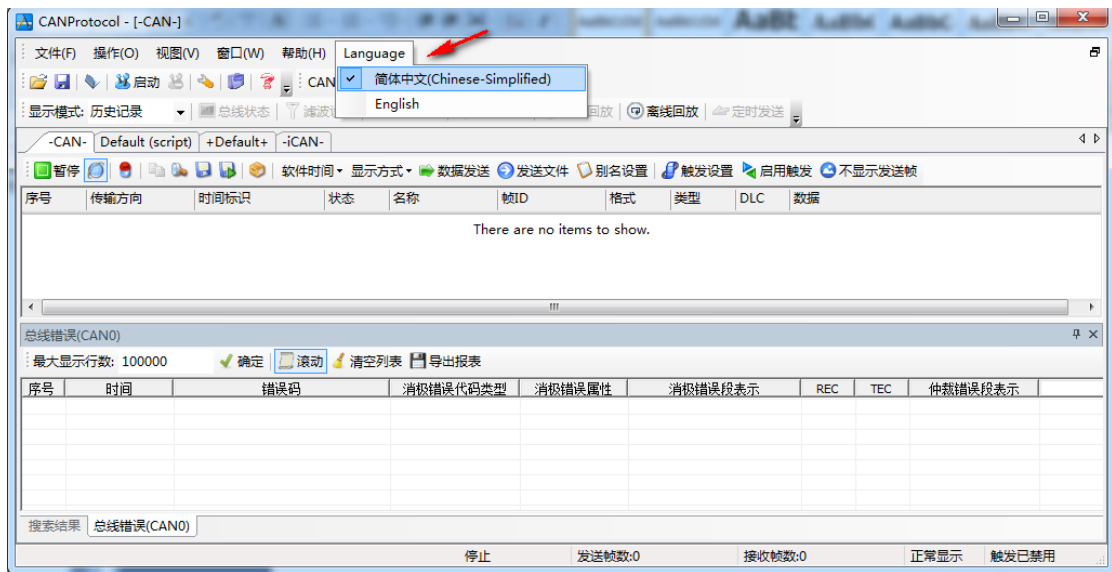 CANProtocol - [-CAN-]
文件(F) 操作(O) 视图(V) 窗口(W) 帮助(H) Language
启动 CAN
简体中文(Chinese-Simplified)
English
显示模式: 历史记录 总线状态 回放 离线回放 定时发送
-CAN- Default (script) +Default+ -iCAN-
暂停 软件时间 显示方式 数据发送 发送文件 别名设置 触发设置 启用触发 不显示发送帧
序号 传输方向 时间标识 状态 名称 帧ID 格式 类型 DLC 数据
There are no items to show.
总线错误(CAN0)
最大显示行数: 100000 确定 滚动 清空列表 导出报表
序号 时间 错误码 消极错误代码类型 消极错误属性 消极错误段表示 REC TEC 仲裁错误段表示
搜索结果 总线错误(CAN0)
停止 发送帧数:0 接收帧数:0 正常显示 触发已禁用